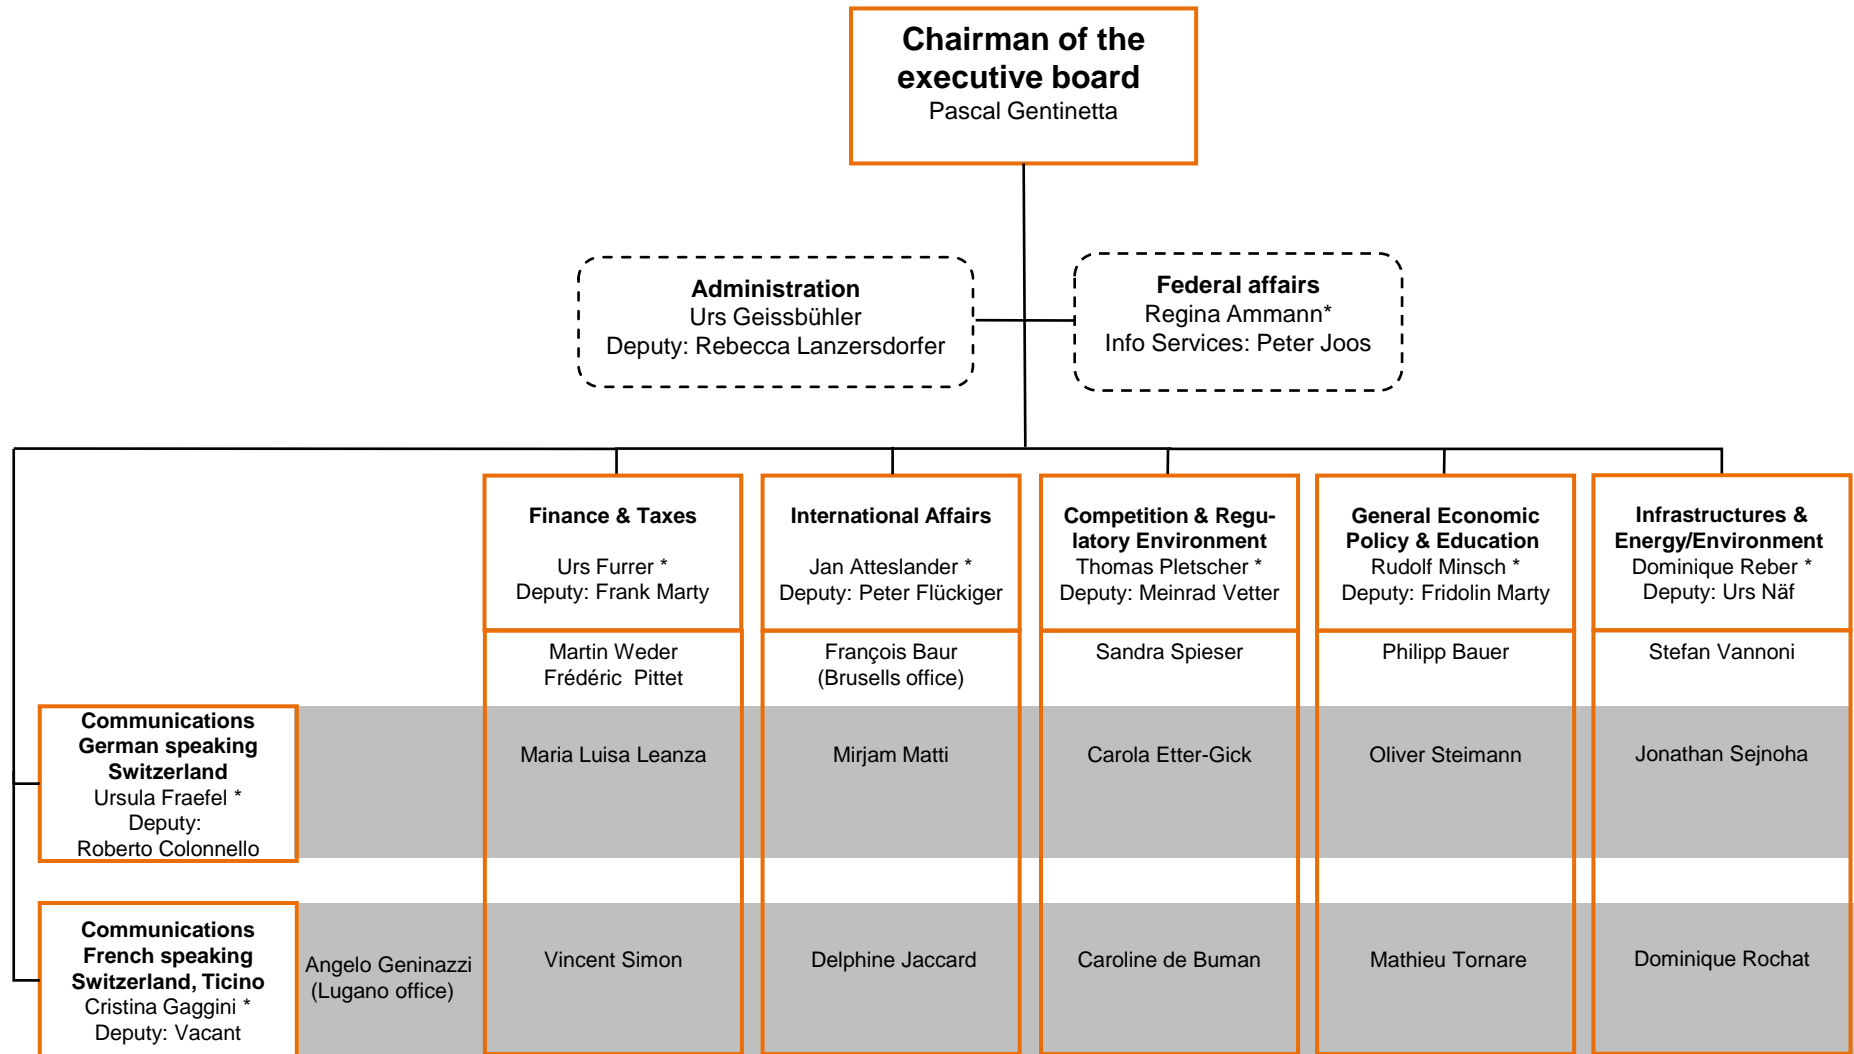 Chairman of the
executive board
Pascal Gentinetta
Administration
Urs Geissbühler
Deputy: Rebecca Lanzersdorfer
Federal affairs
Regina Ammann*
Info Services: Peter Joos
Finance & Taxes
Urs Furrer *
Deputy: Frank Marty
International Affairs
Jan Atteslander *
Deputy: Peter Flückiger
Competition & Regu-
latory Environment
Thomas Pletscher *
Deputy: Meinrad Vetter
General Economic
Policy & Education
Rudolf Minsch *
Deputy: Fridolin Marty
Infrastructures &
Energy/Environment
Dominique Reber *
Deputy: Urs Näf
Martin Weder
Frédéric Pittet
François Baur
(Brusells office)
Sandra Spieser
Philipp Bauer
Stefan Vannoni
Communications
German speaking
Switzerland
Ursula Fraefel *
Deputy:
Roberto Colonnello
Maria Luisa Leanza
Mirjam Matti
Carola Etter-Gick
Oliver Steimann
Jonathan Sejnoha
Communications
French speaking
Switzerland, Ticino
Cristina Gaggini *
Deputy: Vacant
Angelo Geninazzi
(Lugano office)
Vincent Simon
Delphine Jaccard
Caroline de Buman
Mathieu Tornare
Dominique Rochat